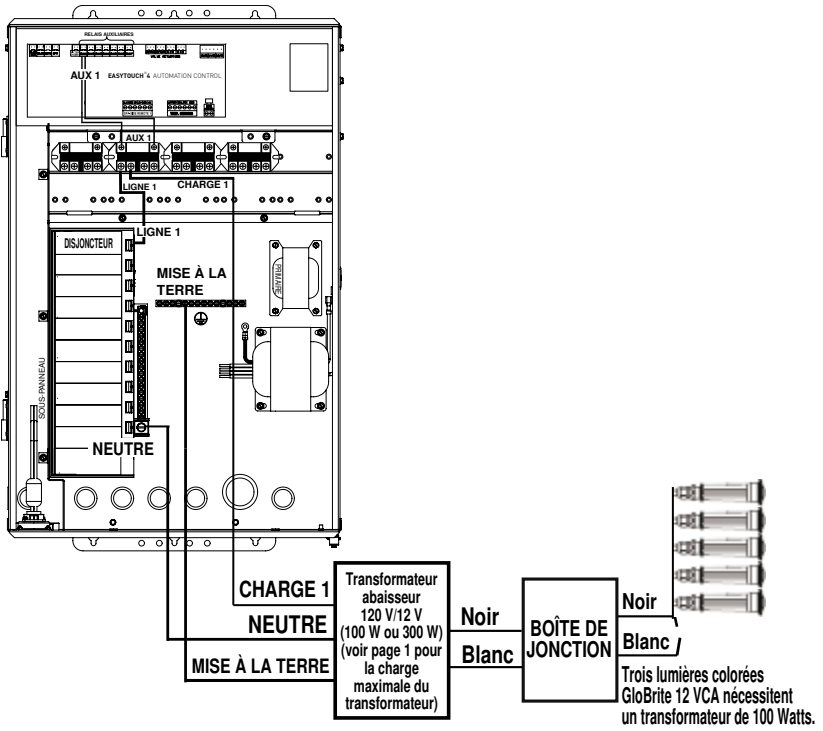 RELAIS AUXILIAIRES
AUX 1 EASYTOUCH®4 AUTOMATION CONTROL
AUX 1
LIGNE 1
CHARGE 1
LIGNE 1
DISJONCTEUR
MISE À LA
TERRE
PRIMAIRE
SOUS-PANNEAU
NEUTRE
CHARGE 1
NEUTRE
MISE À LA TERRE
Transformateur
abaisseur
120 V/12 V
(100 W ou 300 W)
(voir page 1 pour
la charge
maximale du
transformateur)
Noir
Blanc
BOÎTE DE
JONCTION
Noir
Blanc
Trois lumières colorées
GloBrite 12 VCA nécessitent
un transformateur de 100 Watts.